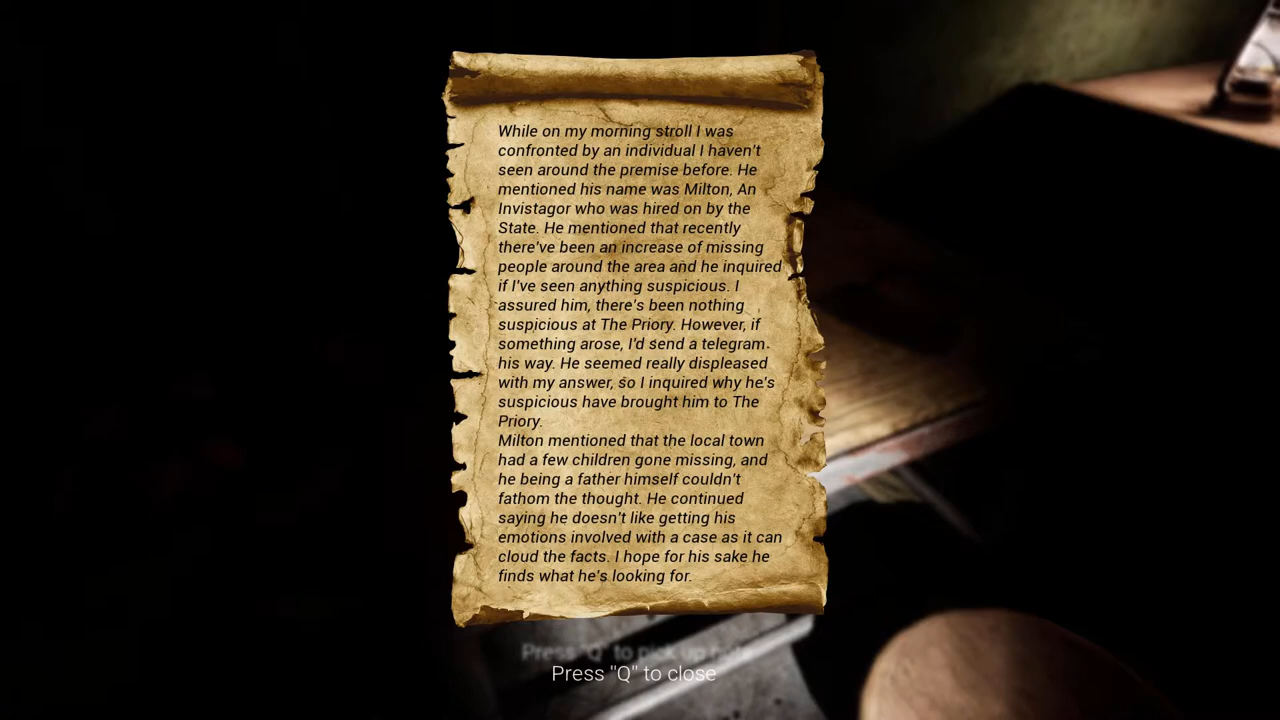 While on my morning stroll I was
confronted by an individual I haven't
seen around the premise before. He
mentioned his name was Milton, An
Invistagor who was hired on by the
State. He mentioned that recently
there've been an increase of missing
people around the area and he inquired
if I've seen anything suspicious. I
assured him, there's been nothing
suspicious at The Priory. However, if
something arose, I'd send a telegram
his way. He seemed really displeased
with my answer, so I inquired why he's
suspicious have brought him to The
Priory.
Milton mentioned that the local town
had a few children gone missing, and
he being a father himself couldn't
fathom the thought. He continued
saying he doesn't like getting his
emotions involved with a case as it can
cloud the facts. I hope for his sake he
finds what he's looking for.
Press "Q" to pick up note
Press "Q" to close